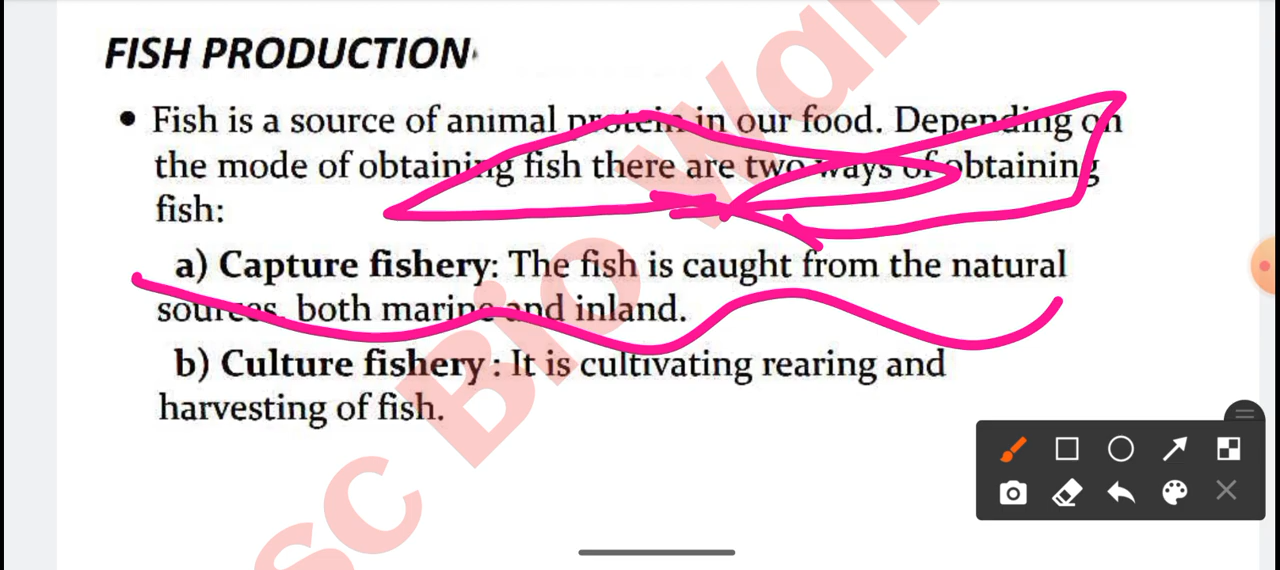 FISH PRODUCTION
• Fish is a source of animal protein in our food. Depending on
the mode of obtaining fish there are two ways of obtaining
fish:
a) Capture fishery: The fish is caught from the natural
sources, both marine and inland.
b) Culture fishery : It is cultivating rearing and
harvesting of fish.
sc Bio